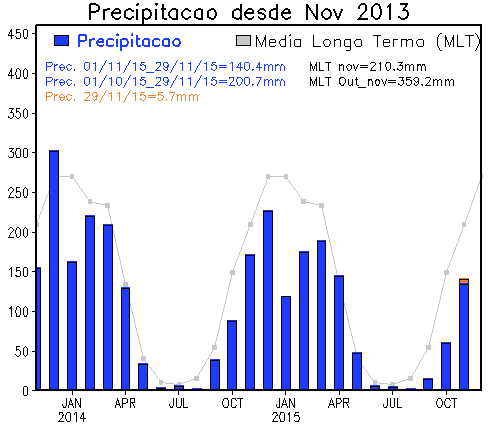 Precipitacao desde Nov 2013
Precipitacao Media Longo Termo (MLT)
Prec. 01/11/15_29/11/15=140.4mm MLT nov=210.3mm
Prec. 01/10/15_29/11/15=200.7mm MLT Out_nov=359.2mm
Prec. 29/11/15=5.7mm
450
400
350
300
250
200
150
100
50
0
JAN APR JUL OCT JAN APR JUL OCT
2014 2015